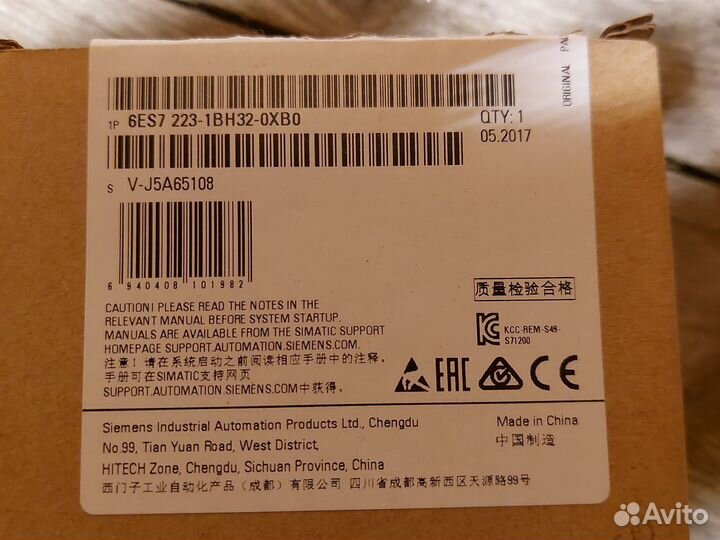 ORIGINAL PA
1P 6ES7 223-1BH32-0XB0
QTY: 1
05.2017
S V-J5A65108
6 940408 101982
质量检验合格
CAUTION! PLEASE READ THE NOTES IN THE
RELEVANT MANUAL BEFORE SYSTEM STARTUP.
MANUALS ARE AVAILABLE FROM THE SIMATIC SUPPORT
HOMEPAGE SUPPORT.AUTOMATION.SIEMENS.COM
注意! 请在系统启动之前阅读相应手册中的注释。
手册可在SIMATIC支持网页
SUPPORT.AUTOMATION.SIEMENS.COM中获得。
KCC-REM-S49-
S71200
EAC
CE
Siemens Industrial Automation Products Ltd., Chengdu
No.99, Tian Yuan Road, West District,
HITECH Zone, Chengdu, Sichuan Province, China
西门子工业自动化产品（成都）有限公司 四川省成都高新西区天源路99号
Made in China
中国制造
Avito